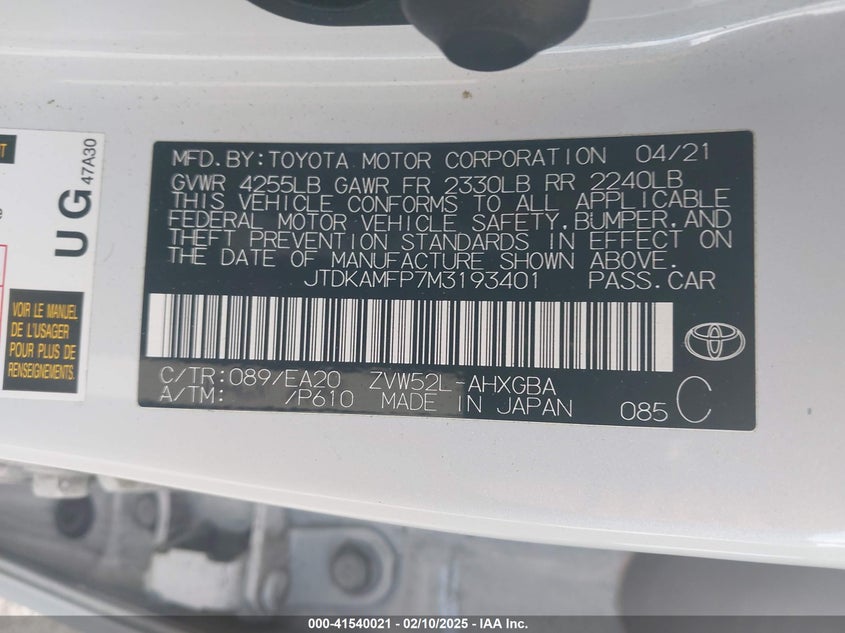 MFD. BY: TOYOTA MOTOR CORPORATION 04/21
GVWR 4255LB GAWR FR 2330LB RR 2240LB
THIS VEHICLE CONFORMS TO ALL APPLICABLE
FEDERAL MOTOR VEHICLE SAFETY, BUMPER, AND
THEFT PREVENTION STANDARDS IN EFFECT ON
THE DATE OF MANUFACTURE SHOWN ABOVE.
JTDKAMFP7M3193401 PASS. CAR
C/TR: 089/EA20 ZVW52L-AHXGBA
A/TM: /P610 MADE IN JAPAN 085 C
UG 47A30
VOIR LE MANUEL
DE L'USAGER
POUR PLUS DE
RENSEIGNEMENTS
000-41540021 - 02/10/2025 - IAA Inc.